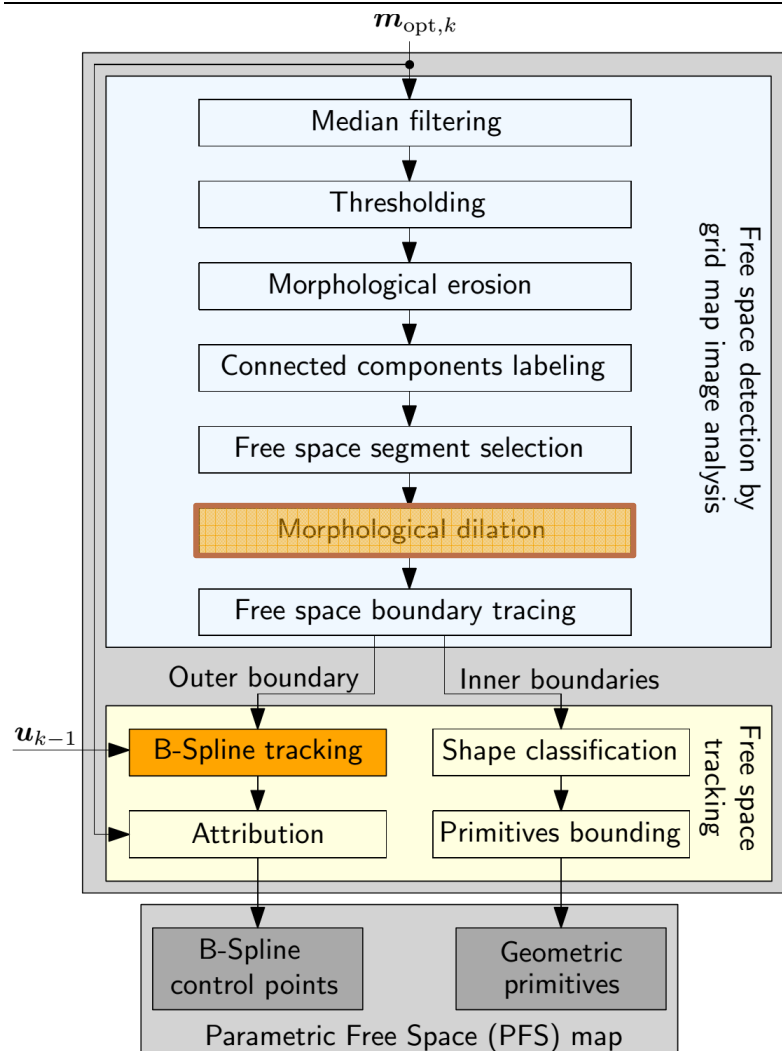 m_opt,k
Median filtering
Thresholding
Morphological erosion
Connected components labeling
Free space segment selection
Morphological dilation
Free space boundary tracing
Free space detection by
grid map image analysis
Outer boundary
Inner boundaries
u_k−1
B-Spline tracking
Shape classification
Attribution
Primitives bounding
Free space
tracking
B-Spline
control points
Geometric
primitives
Parametric Free Space (PFS) map